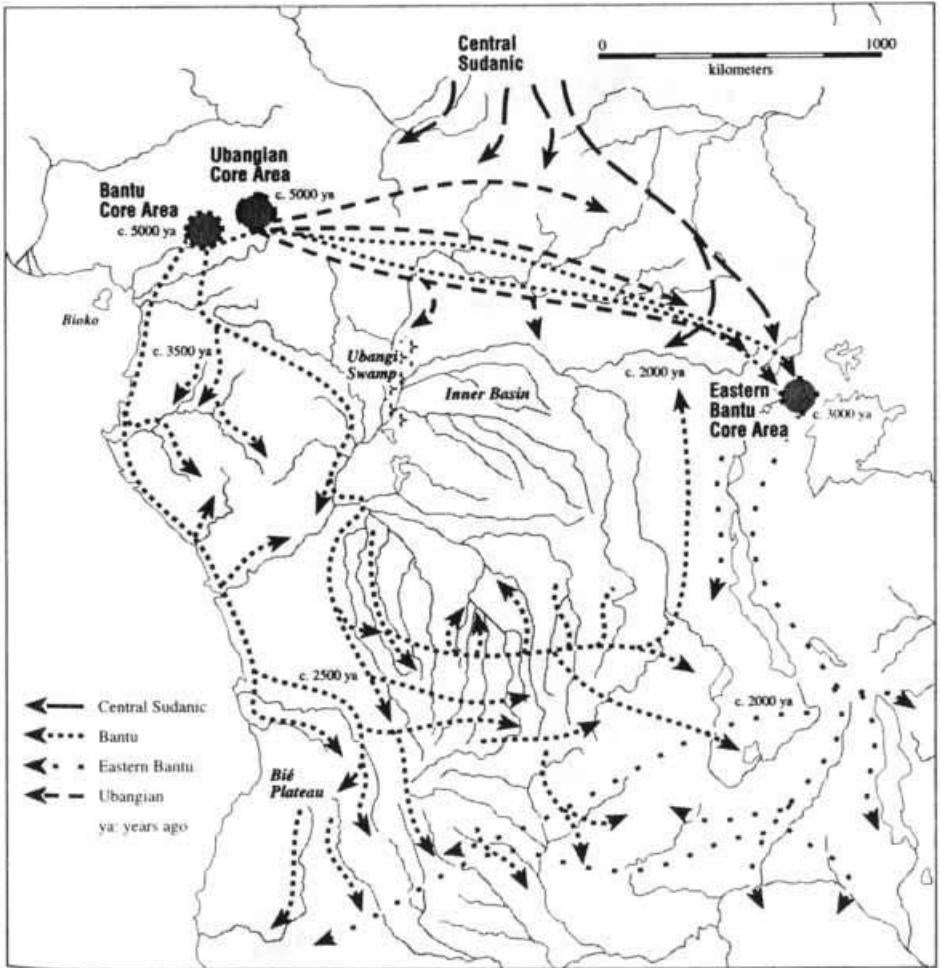 Central
Sudanic
0 1000
kilometers
Ubangian
Core Area
c. 5000 ya
Bantu
Core Area
c. 5000 ya
Bioko
c. 3500 ya
Ubangi
Swamp
Inner Basin
c. 2000 ya
Eastern
Bantu
Core Area
c. 3000 ya
c. 2500 ya
c. 2000 ya
Central Sudanic
Bantu
Eastern Bantu
Ubangian
ya: years ago
Bié
Plateau